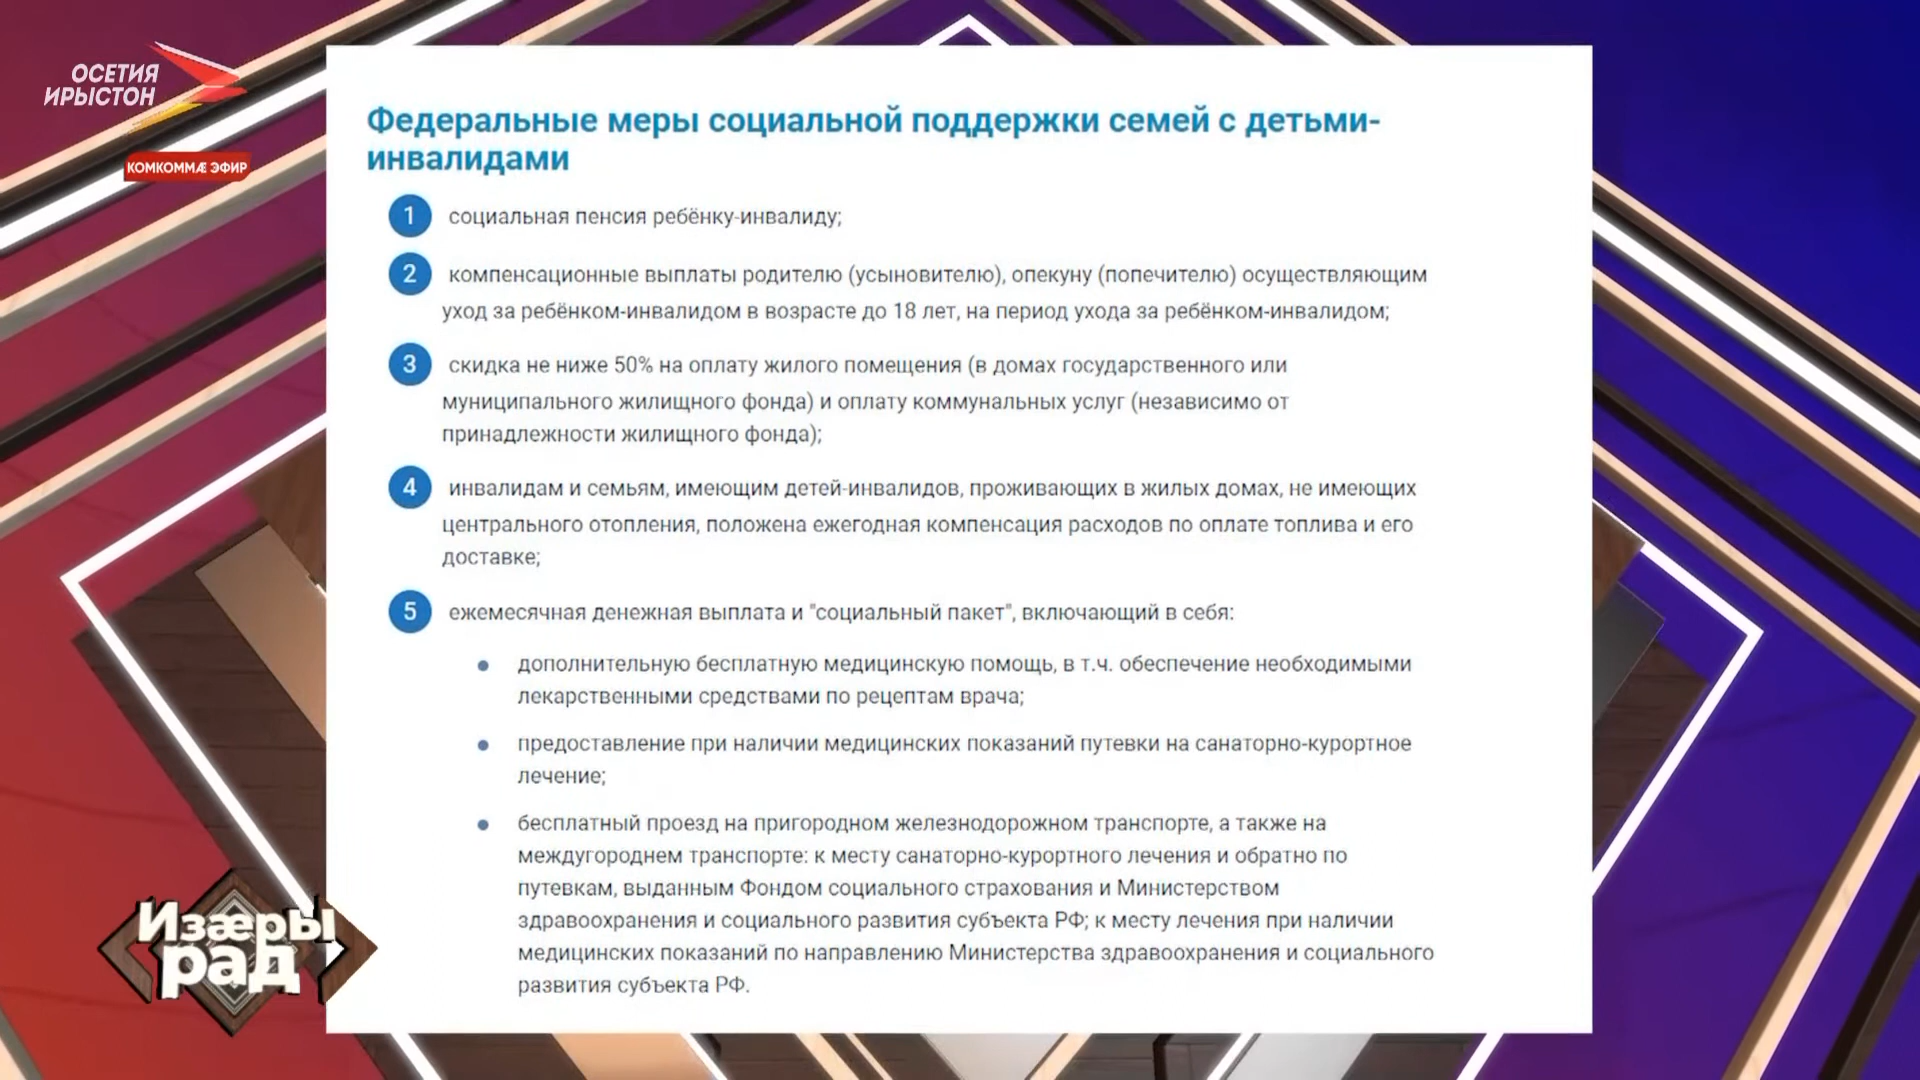 ОСЕТИЯ
ИРЫСТОН
КОМКОММÆ ЭФИР
Федеральные меры социальной поддержки семей с детьми-
инвалидами
1 социальная пенсия ребёнку-инвалиду;
2 компенсационные выплаты родителю (усыновителю), опекуну (попечителю) осуществляющим
уход за ребёнком-инвалидом в возрасте до 18 лет, на период ухода за ребёнком-инвалидом;
3 скидка не ниже 50% на оплату жилого помещения (в домах государственного или
муниципального жилищного фонда) и оплату коммунальных услуг (независимо от
принадлежности жилищного фонда);
4 инвалидам и семьям, имеющим детей-инвалидов, проживающих в жилых домах, не имеющих
центрального отопления, положена ежегодная компенсация расходов по оплате топлива и его
доставке;
5 ежемесячная денежная выплата и "социальный пакет", включающий в себя:
• дополнительную бесплатную медицинскую помощь, в т.ч. обеспечение необходимыми
лекарственными средствами по рецептам врача;
• предоставление при наличии медицинских показаний путевки на санаторно-курортное
лечение;
• бесплатный проезд на пригородном железнодорожном транспорте, а также на
междугороднем транспорте: к месту санаторно-курортного лечения и обратно по
путевкам, выданным Фондом социального страхования и Министерством
здравоохранения и социального развития субъекта РФ; к месту лечения при наличии
медицинских показаний по направлению Министерства здравоохранения и социального
развития субъекта РФ.
Изæры
рад